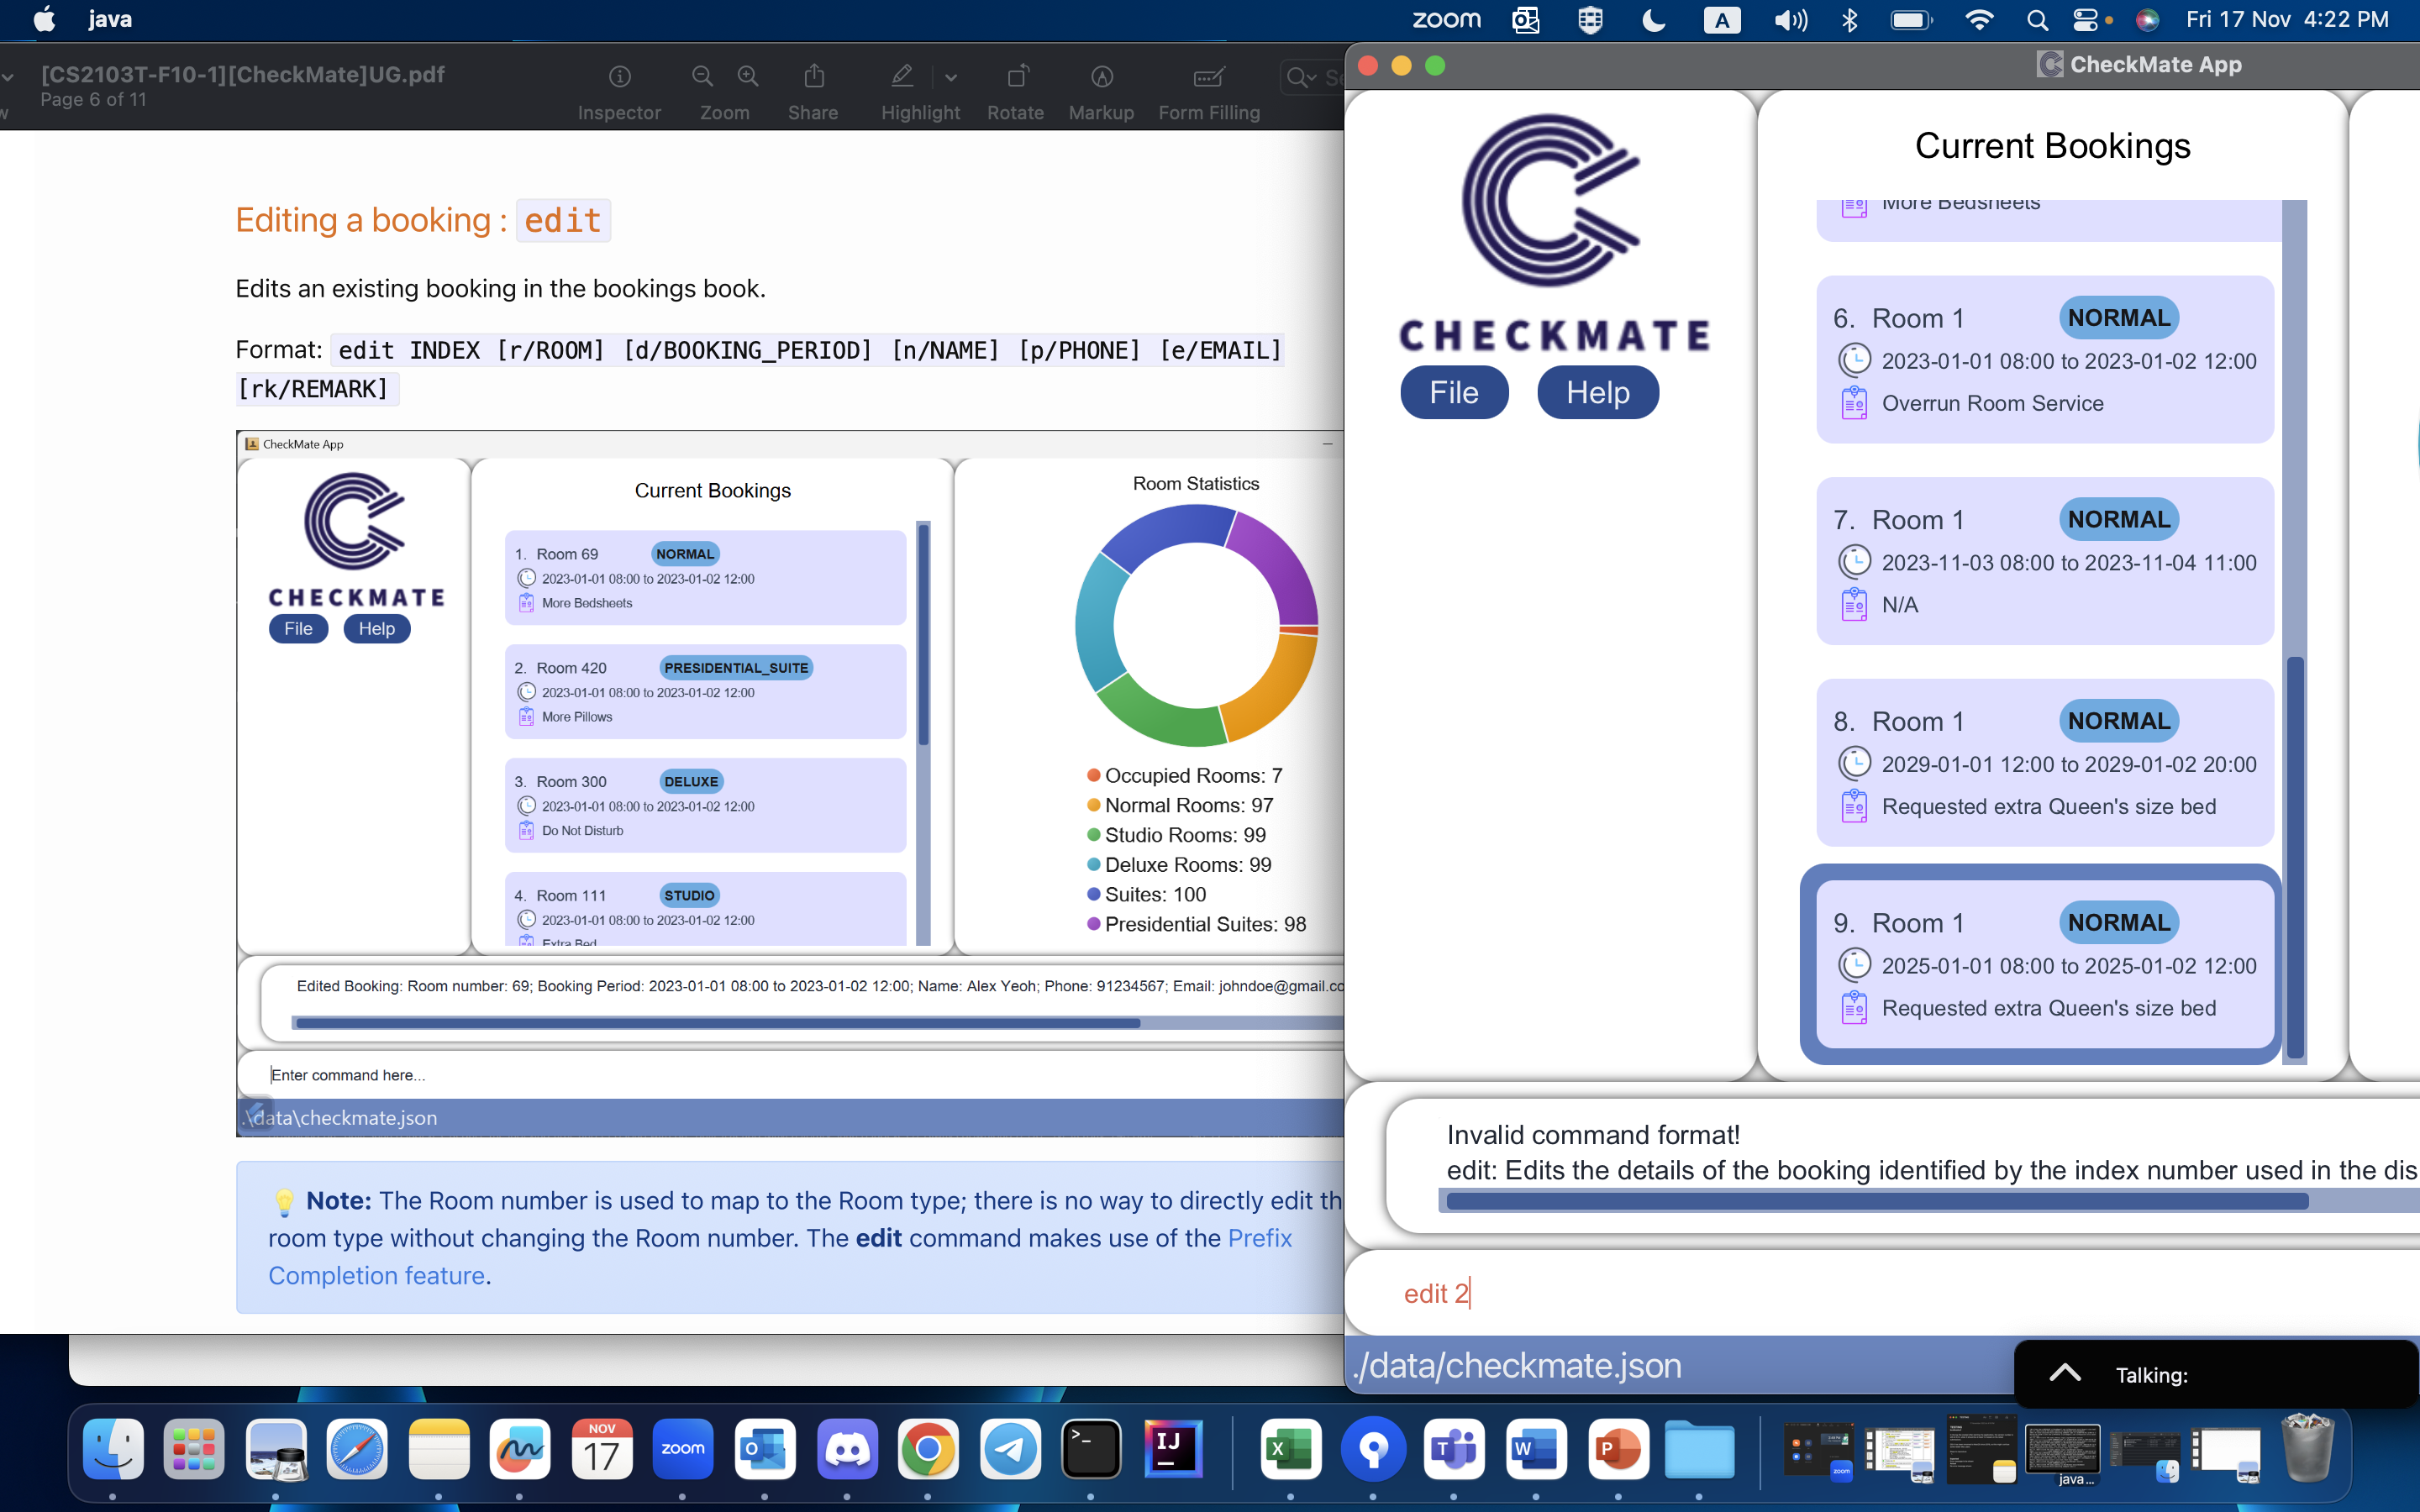 java
zoom
A
Fri 17 Nov 4:22 PM
[CS2103T-F10-1][CheckMate]UG.pdf
Page 6 of 11
Inspector
Zoom
Share
Highlight
Rotate
Markup
Form Filling
Editing a booking : edit
Edits an existing booking in the bookings book.
Format: edit INDEX [r/ROOM] [d/BOOKING_PERIOD] [n/NAME] [p/PHONE] [e/EMAIL]
[rk/REMARK]
CheckMate App
CHECKMATE
File Help
Current Bookings
1. Room 69 NORMAL
2023-01-01 08:00 to 2023-01-02 12:00
More Bedsheets
2. Room 420 PRESIDENTIAL_SUITE
2023-01-01 08:00 to 2023-01-02 12:00
More Pillows
3. Room 300 DELUXE
2023-01-01 08:00 to 2023-01-02 12:00
Do Not Disturb
4. Room 111 STUDIO
2023-01-01 08:00 to 2023-01-02 12:00
Extra Bed
Room Statistics
Occupied Rooms: 7
Normal Rooms: 97
Studio Rooms: 99
Deluxe Rooms: 99
Suites: 100
Presidential Suites: 98
Edited Booking: Room number: 69; Booking Period: 2023-01-01 08:00 to 2023-01-02 12:00; Name: Alex Yeoh; Phone: 91234567; Email: johndoe@gmail.co
Enter command here...
.\data\checkmate.json
Note: The Room number is used to map to the Room type; there is no way to directly edit th
room type without changing the Room number. The edit command makes use of the Prefix
Completion feature.
CheckMate App
CHECKMATE
File Help
Current Bookings
More Bedsheets
6. Room 1 NORMAL
2023-01-01 08:00 to 2023-01-02 12:00
Overrun Room Service
7. Room 1 NORMAL
2023-11-03 08:00 to 2023-11-04 11:00
N/A
8. Room 1 NORMAL
2029-01-01 12:00 to 2029-01-02 20:00
Requested extra Queen's size bed
9. Room 1 NORMAL
2025-01-01 08:00 to 2025-01-02 12:00
Requested extra Queen's size bed
Invalid command format!
edit: Edits the details of the booking identified by the index number used in the dis
edit 2
./data/checkmate.json
Talking:
NOV
17
zoom
IJ
X
T
W
P
zoom
java...